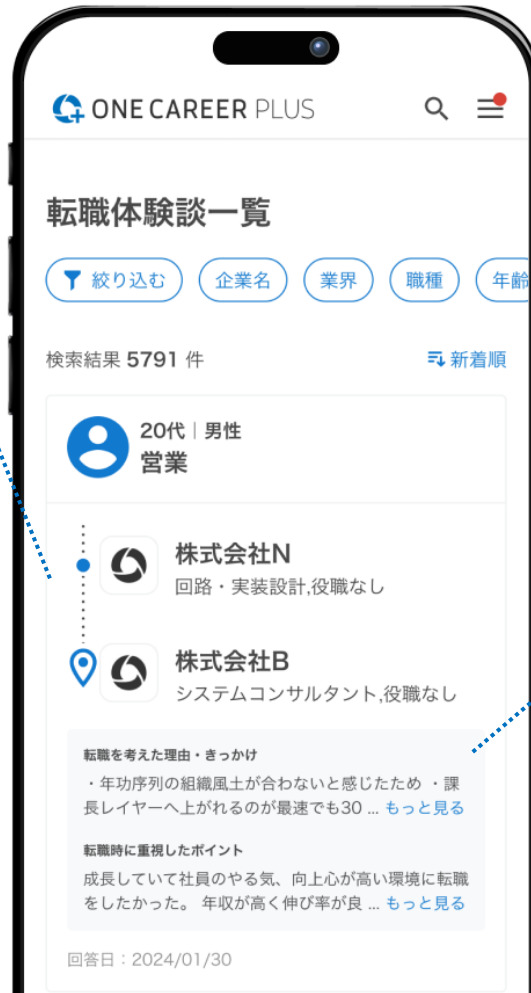 ONE CAREER PLUS
転職体験談一覧
絞り込む 企業名 業界 職種 年齢
検索結果 5791 件 新着順
20代｜男性
営業
株式会社N
回路・実装設計,役職なし
株式会社B
システムコンサルタント,役職なし
転職を考えた理由・きっかけ
・年功序列の組織風土が合わないと感じたため ・課
長レイヤーへ上がれるのが最速でも30 ... もっと見る
転職時に重視したポイント
成長していて社員のやる気、向上心が高い環境に転職
をしたかった。 年収が高く伸び率が良 ... もっと見る
回答日：2024/01/30